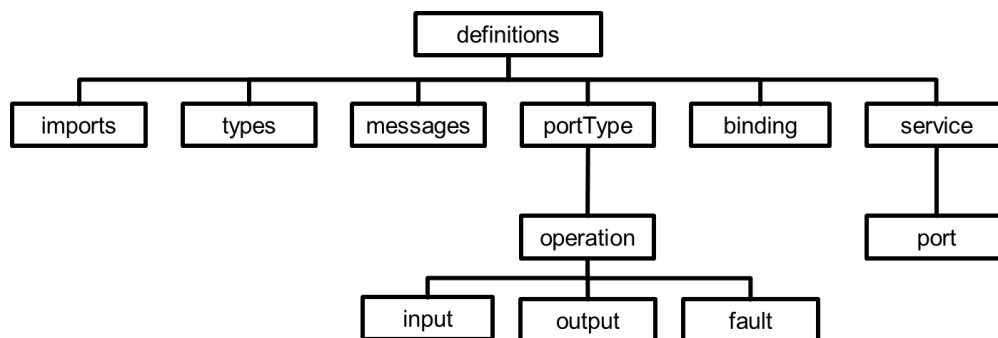 definitions
imports
types
messages
portType
binding
service
operation
port
input
output
fault